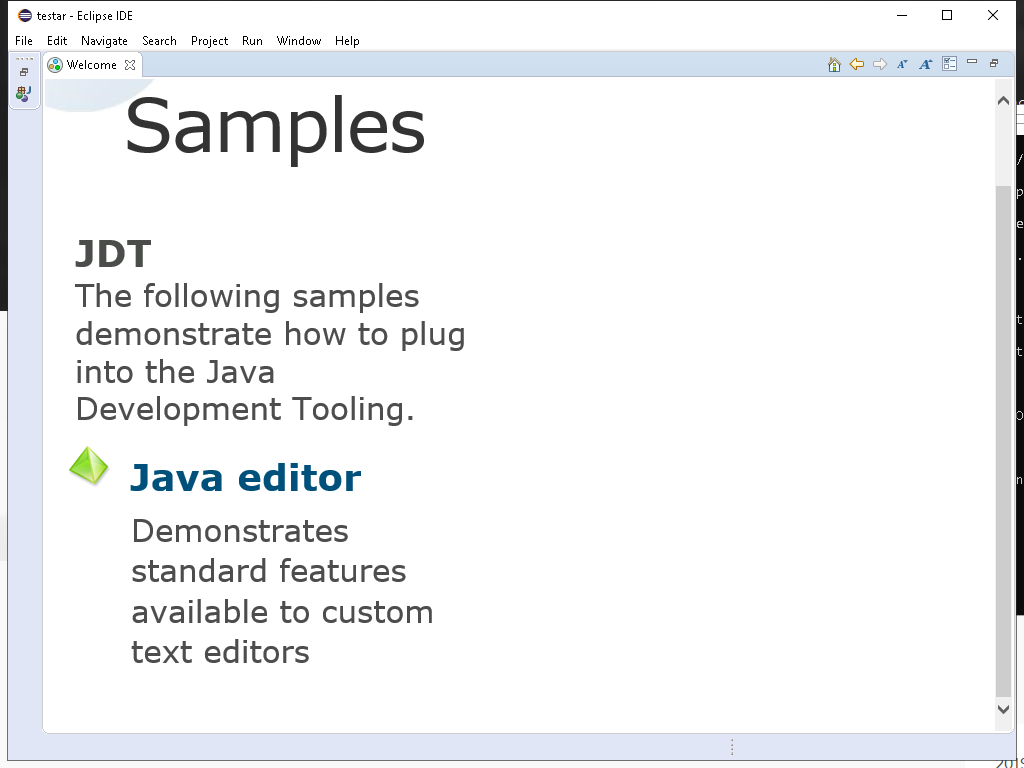 testar - Eclipse IDE
File Edit Navigate Search Project Run Window Help
Welcome
Samples
JDT
The following samples
demonstrate how to plug
into the Java
Development Tooling.
Java editor
Demonstrates
standard features
available to custom
text editors